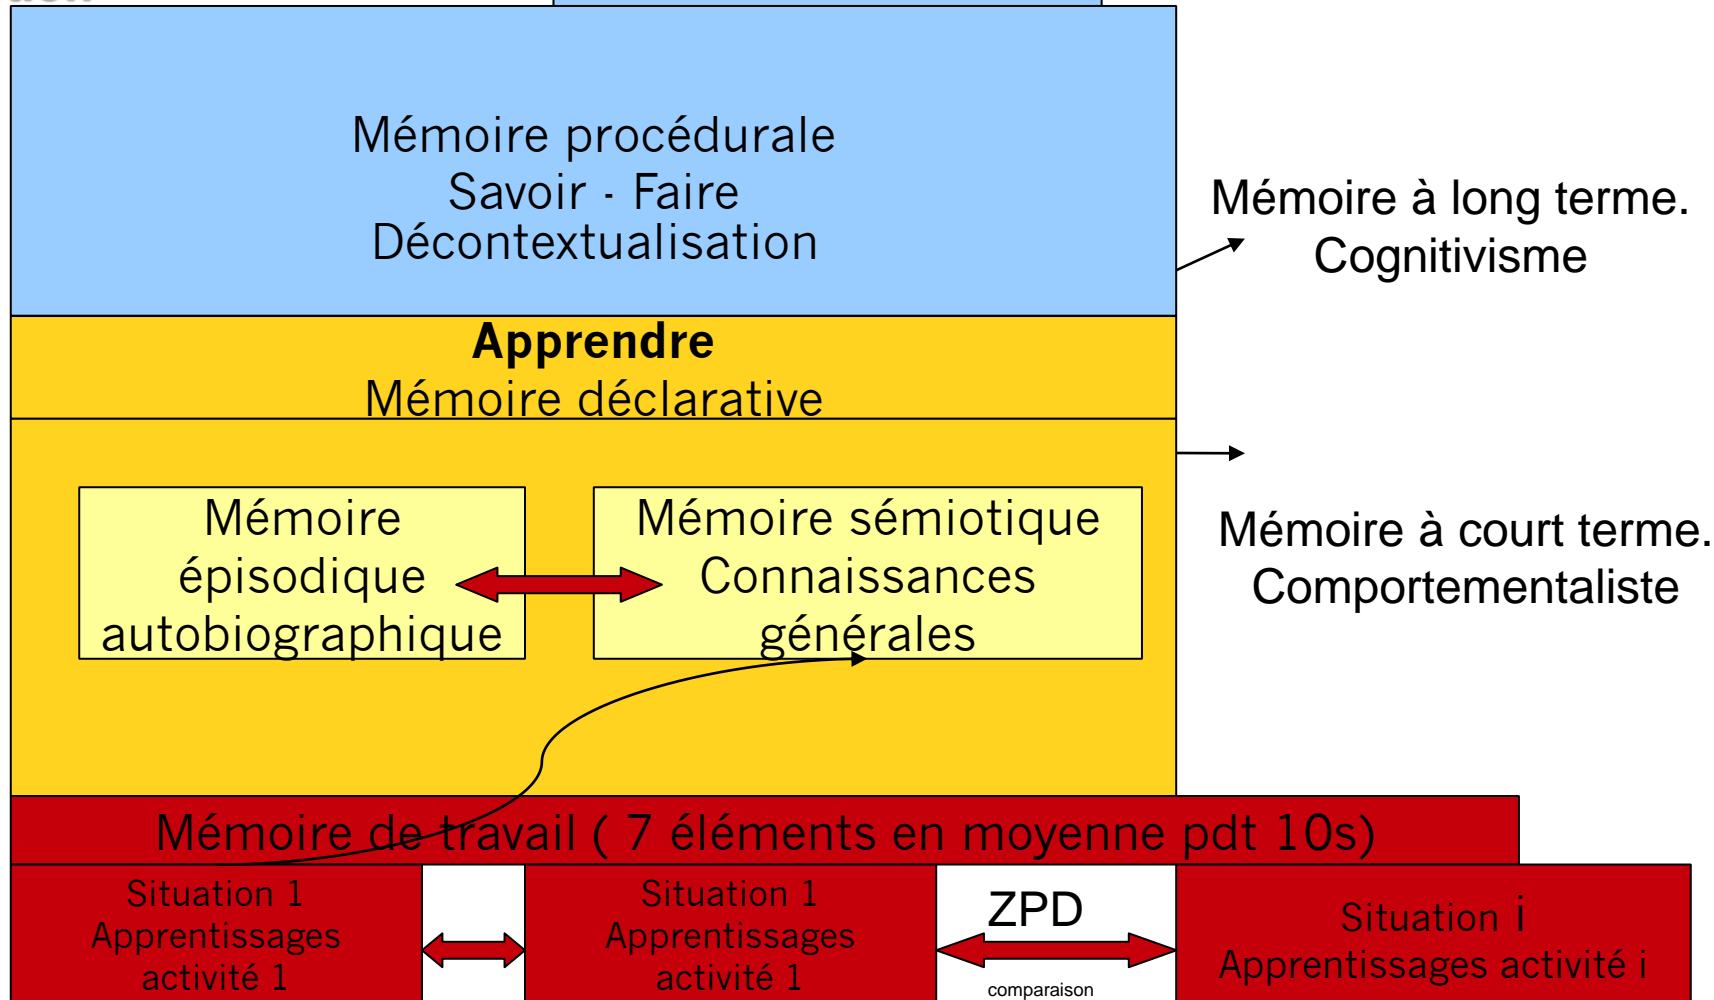 Mémoire procédurale
Savoir - Faire
Décontextualisation
Mémoire à long terme.
Cognitivisme
Apprendre
Mémoire déclarative
Mémoire
épisodique
autobiographique
Mémoire sémiotique
Connaissances
générales
Mémoire à court terme.
Comportementaliste
Mémoire de travail ( 7 éléments en moyenne pdt 10s)
Situation 1
Apprentissages
activité 1
Situation 1
Apprentissages
activité 1
ZPD
comparaison
Situation i
Apprentissages activité i